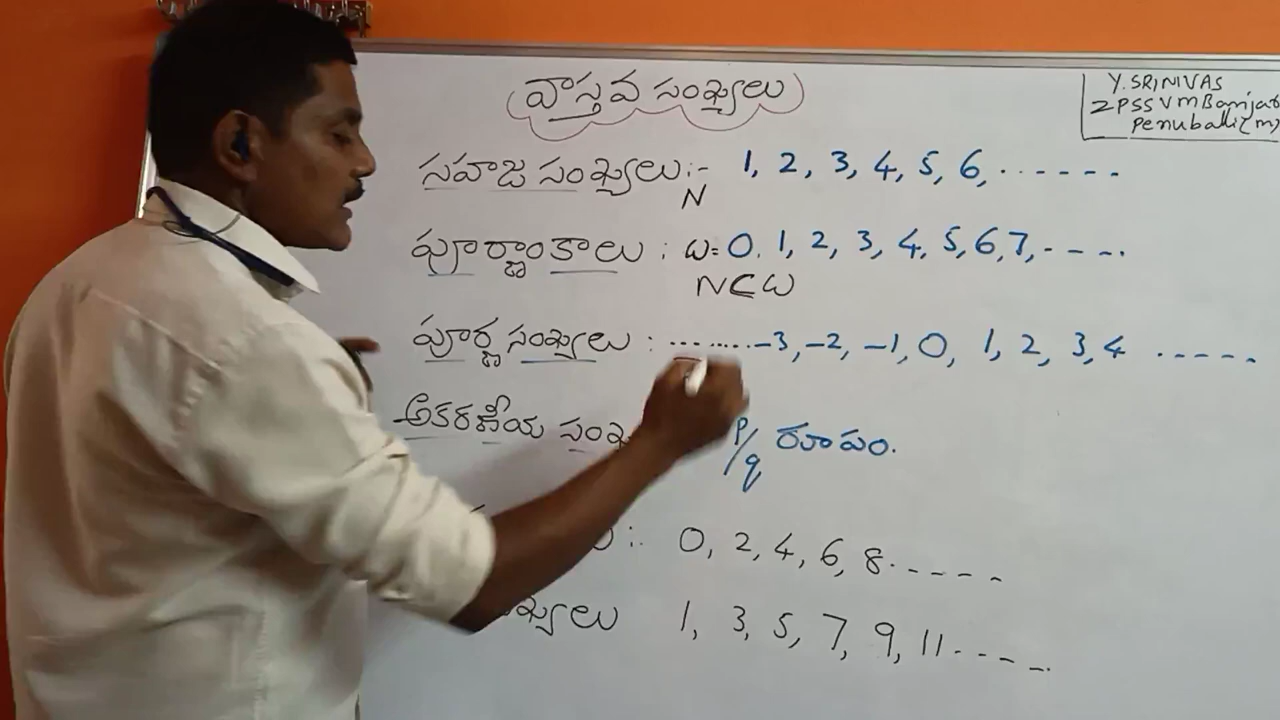 వాస్తవ సంఖ్యలు
Y. SRINIVAS
ZPSS VM
Penuballi (m)
సహజ సంఖ్యలు :- 1, 2, 3, 4, 5, 6, ......
N
పూర్ణాంకాలు : ω= 0, 1, 2, 3, 4, 5, 6, 7, - - - -
N⊂ω
పూర్ణ సంఖ్యలు : ........ -3, -2, -1, 0, 1, 2, 3, 4 ......
అకరణీయ p/q రూపం.
0, 2, 4, 6, 8. - - - - -
1, 3, 5, 7, 9, 11. - - - -